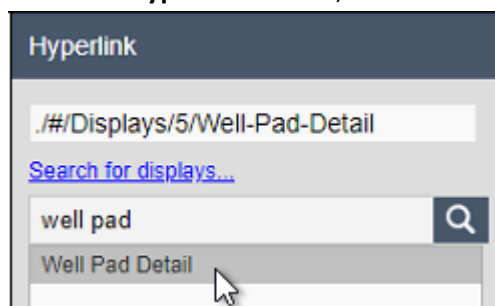 Hyperlink
./#/Displays/5/Well-Pad-Detail
Search for displays...
well pad
Well Pad Detail